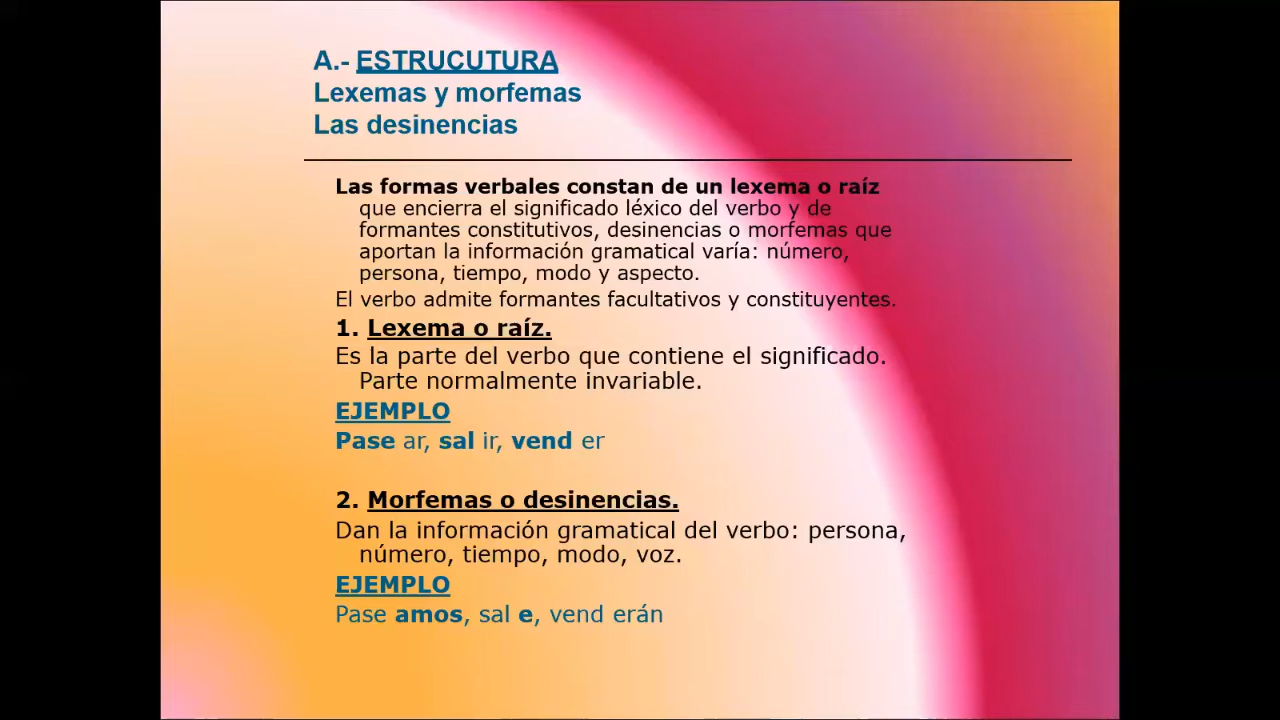 A.- ESTRUCUTURA
Lexemas y morfemas
Las desinencias
Las formas verbales constan de un lexema o raíz
que encierra el significado léxico del verbo y de
formantes constitutivos, desinencias o morfemas que
aportan la información gramatical varía: número,
persona, tiempo, modo y aspecto.
El verbo admite formantes facultativos y constituyentes.
1. Lexema o raíz.
Es la parte del verbo que contiene el significado.
Parte normalmente invariable.
EJEMPLO
Pase ar, sal ir, vend er
2. Morfemas o desinencias.
Dan la información gramatical del verbo: persona,
número, tiempo, modo, voz.
EJEMPLO
Pase amos, sal e, vend erán